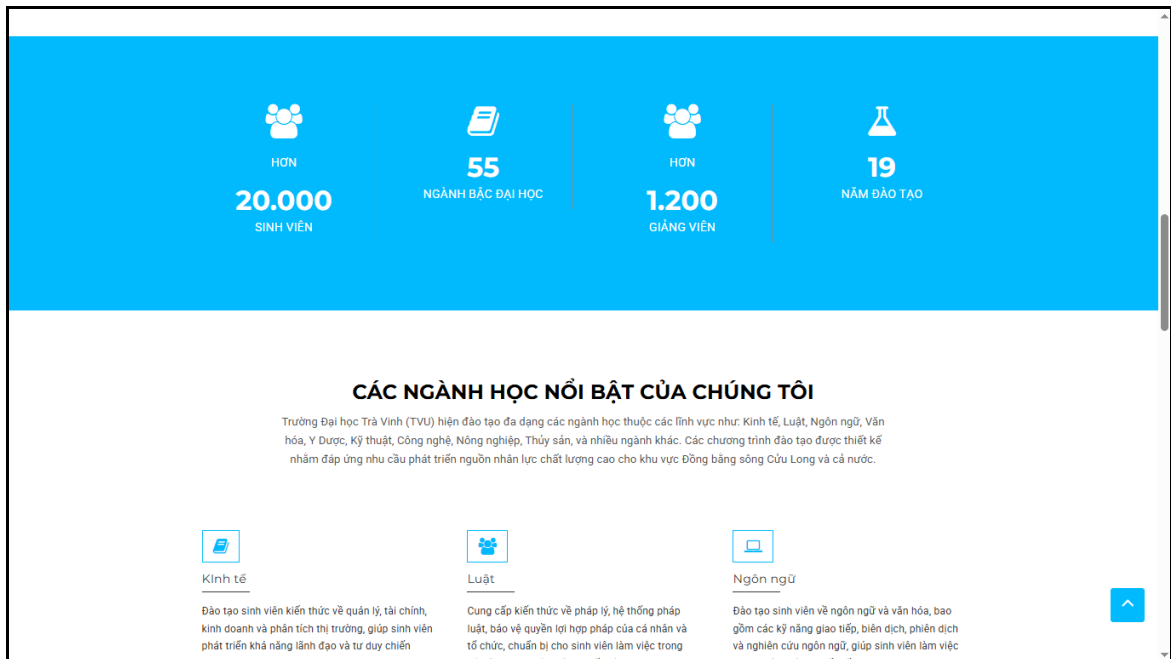 HƠN
20.000
SINH VIÊN
55
NGÀNH BẬC ĐẠI HỌC
HƠN
1.200
GIẢNG VIÊN
19
NĂM ĐÀO TẠO
CÁC NGÀNH HỌC NỔI BẬT CỦA CHÚNG TÔI
Trường Đại học Trà Vinh (TVU) hiện đào tạo đa dạng các ngành học thuộc các lĩnh vực như: Kinh tế, Luật, Ngôn ngữ, Văn
hóa, Y Dược, Kỹ thuật, Công nghệ, Nông nghiệp, Thủy sản, và nhiều ngành khác. Các chương trình đào tạo được thiết kế
nhằm đáp ứng nhu cầu phát triển nguồn nhân lực chất lượng cao cho khu vực Đồng bằng sông Cửu Long và cả nước.
KInh tế
Đào tạo sinh viên kiến thức về quản lý, tài chính,
kinh doanh và phân tích thị trường, giúp sinh viên
phát triển khả năng lãnh đạo và tư duy chiến
Luật
Cung cấp kiến thức về pháp lý, hệ thống pháp
luật, bảo vệ quyền lợi hợp pháp của cá nhân và
tổ chức, chuẩn bị cho sinh viên làm việc trong
Ngôn ngữ
Đào tạo sinh viên về ngôn ngữ và văn hóa, bao
gồm các kỹ năng giao tiếp, biên dịch, phiên dịch
và nghiên cứu ngôn ngữ, giúp sinh viên làm việc